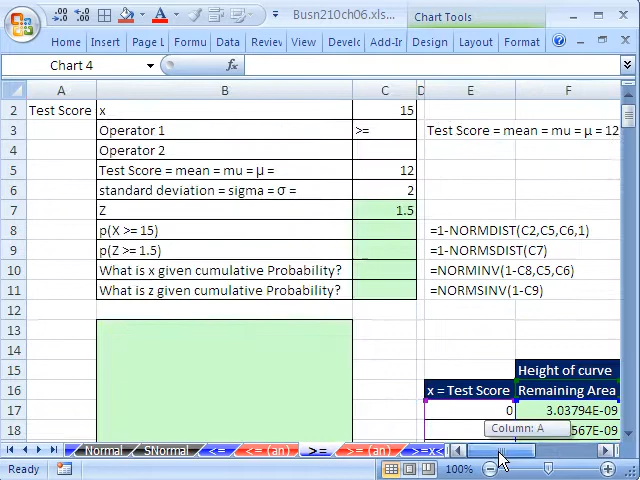 Busn210ch06.xls...
Chart Tools
Home Insert Page L Formu Data Reviev Develc Add-Ir Design Layout Format
Chart 4 fx
A B C D E F
2 Test Score x 15
3 Operator 1 >= Test Score = mean = mu = μ = 12
4 Operator 2
5 Test Score = mean = mu = μ = 12
6 standard deviation = sigma = σ = 2
7 Z 1.5
8 p(X >= 15) =1-NORMDIST(C2,C5,C6,1)
9 p(Z >= 1.5) =1-NORMSDIST(C7)
10 What is x given cumulative Probability? =NORMINV(1-C8,C5,C6)
11 What is z given cumulative Probability? =NORMSINV(1-C9)
12
13
14
15 Height of curve
16 x = Test Score Remaining Area
17 0 3.03794E-09
18 567E-09
Column: A
Normal SNormal <= <= (an) >= >= (an) >=x<
Ready 100%